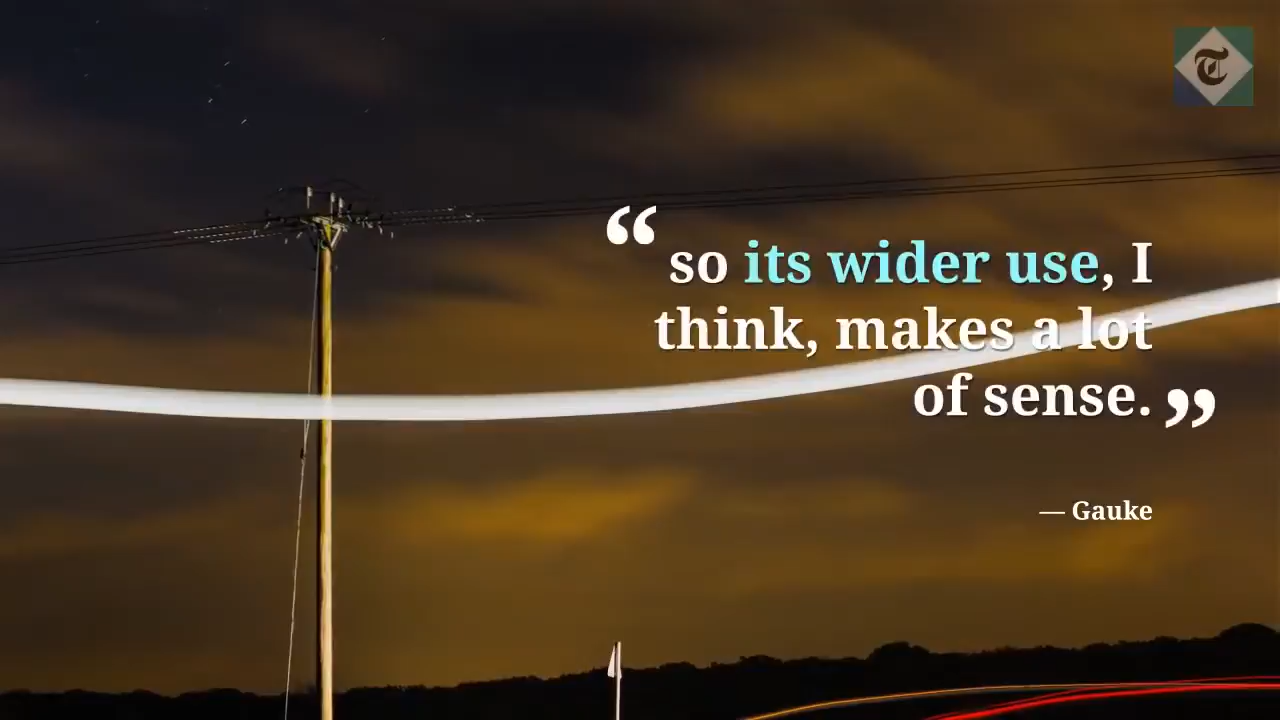 “so its wider use, I
think, makes a lot
of sense.”
— Gauke